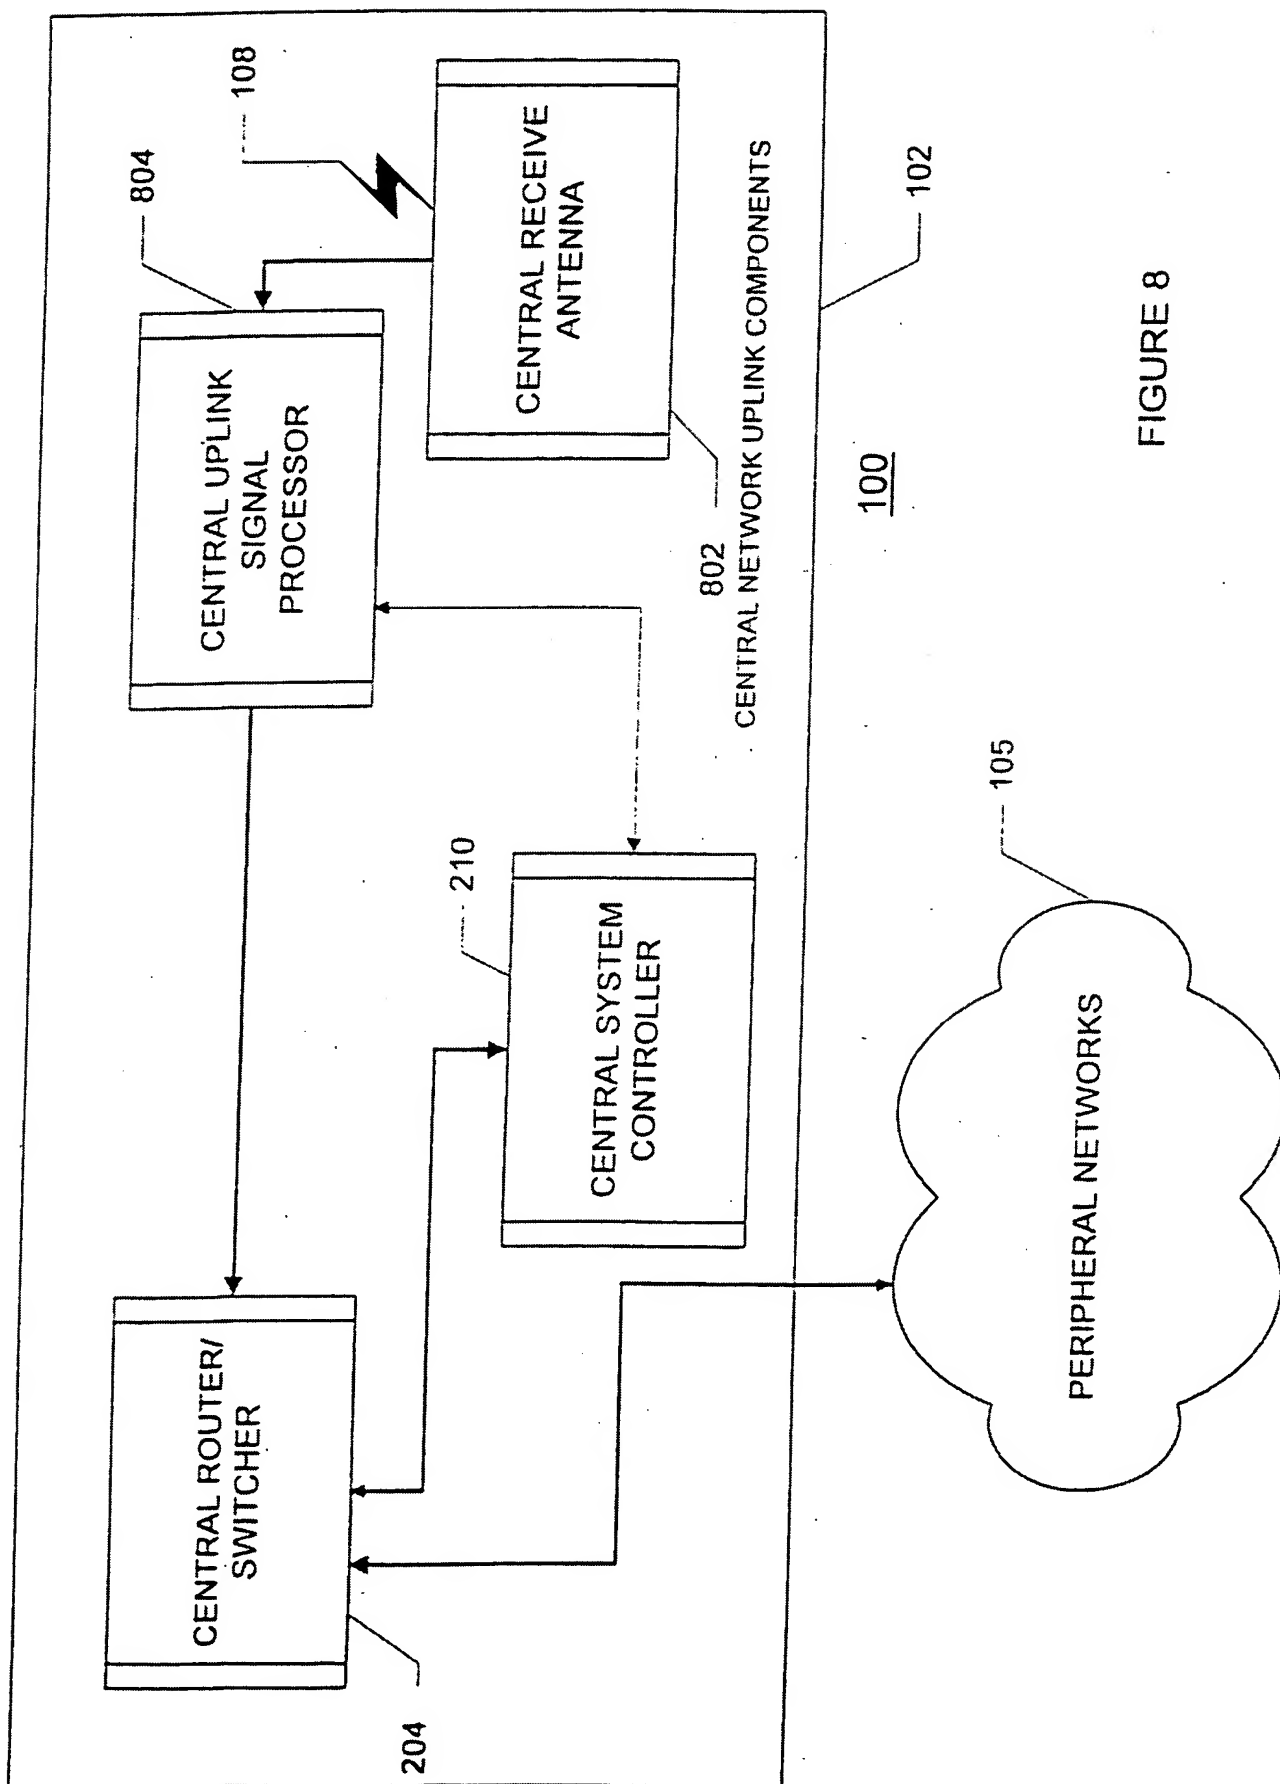 204
CENTRAL ROUTER/
SWITCHER
CENTRAL UPLINK
SIGNAL
PROCESSOR
804
108
210
CENTRAL SYSTEM
CONTROLLER
CENTRAL RECEIVE
ANTENNA
802
CENTRAL NETWORK UPLINK COMPONENTS
102
100
105
PERIPHERAL NETWORKS
FIGURE 8